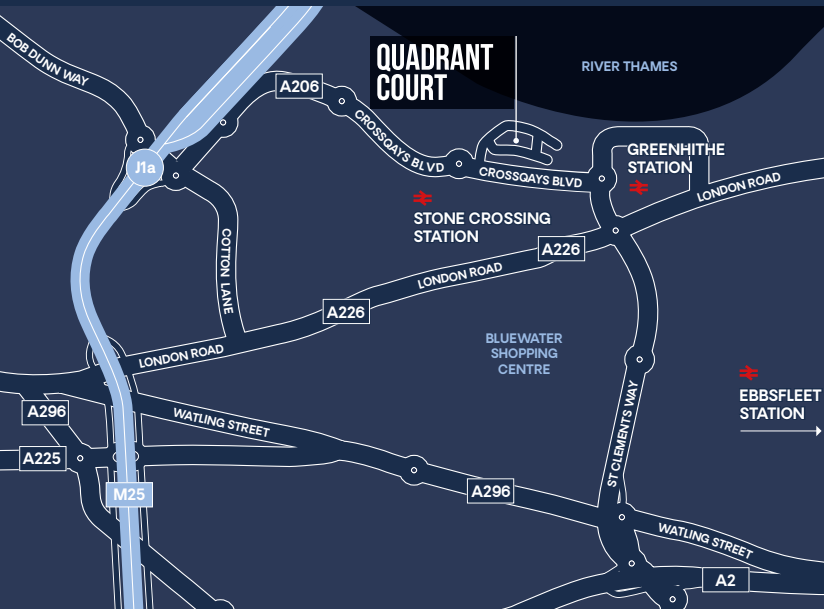 BOB DUNN WAY
QUADRANT
COURT
RIVER THAMES
A206
CROSSQAYS BLVD
GREENHITHE
STATION
J1a
CROSSQAYS BLVD
LONDON ROAD
STONE CROSSING
STATION
COTTON LANE
A226
LONDON ROAD
A226
LONDON ROAD
BLUEWATER
SHOPPING
CENTRE
EBBSFLEET
STATION
A296
WATLING STREET
ST CLEMENTS WAY
A225
M25
A296
WATLING STREET
A2